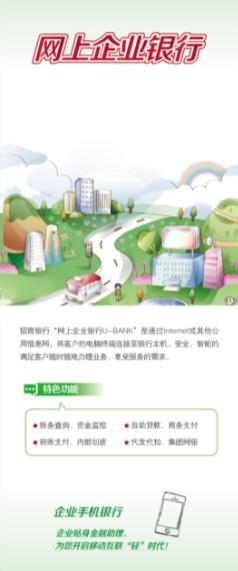 网上企业银行
招商银行“网上企业银行U-BANK”是通过Internet或其他公
用信息网，将客户的电脑终端连接至银行主机，安全、智能的
满足客户随时随地办理业务、享受服务的需求。
特色功能
账务查询、资金监控
自助贷款、商务支付
转账支付、内部划拨
代发代扣、集团网银
企业手机银行
企业贴身金融助理，
为您开启移动互联“轻”时代！